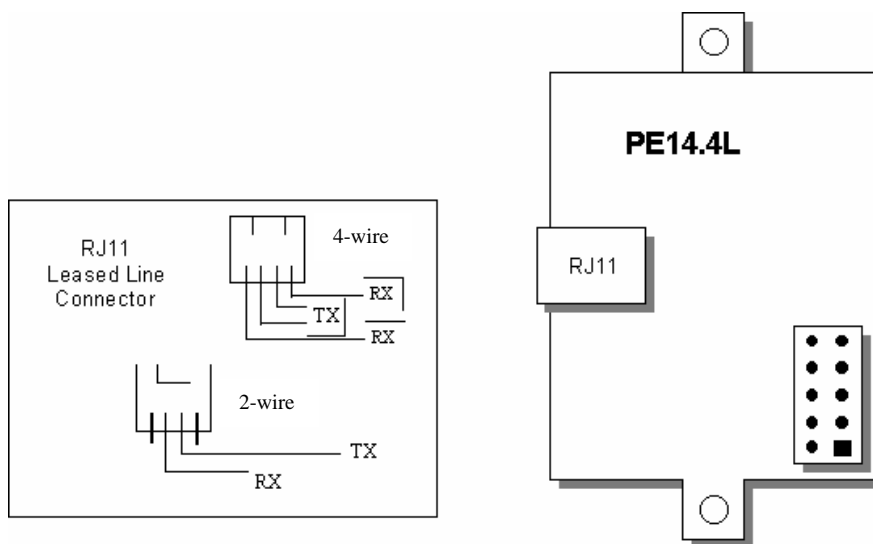 PE14.4L
RJ11
RJ11
Leased Line
Connector
4-wire
RX
TX
RX
2-wire
TX
RX